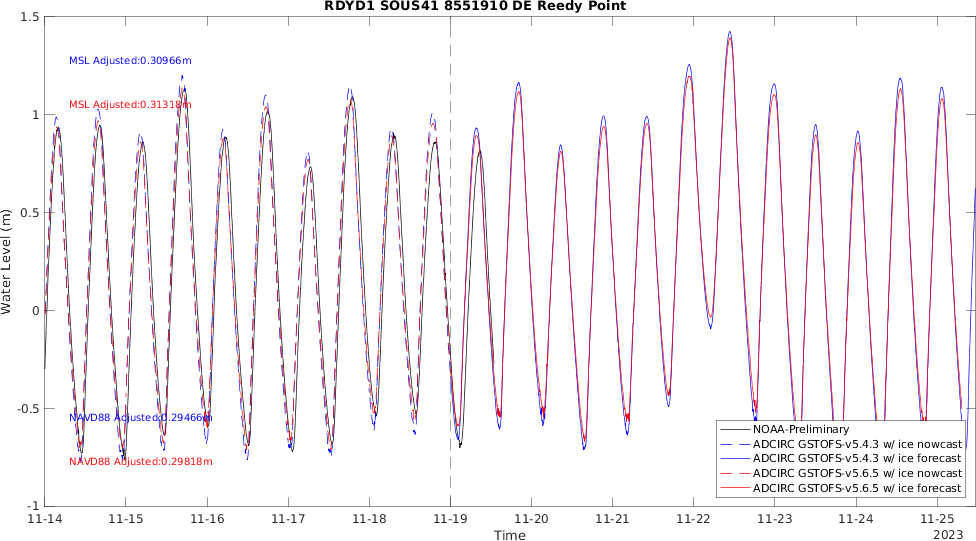 RDYD1 SOUS41 8551910 DE Reedy Point
1.5
1
0.5
0
-0.5
-1
Water Level (m)
MSL Adjusted:0.30966m
MSL Adjusted:0.31318m
NAVD88 Adjusted:0.29466m
NAVD88 Adjusted:0.29818m
NOAA-Preliminary
ADCIRC GSTOFS-v5.4.3 w/ ice nowcast
ADCIRC GSTOFS-v5.4.3 w/ ice forecast
ADCIRC GSTOFS-v5.6.5 w/ ice nowcast
ADCIRC GSTOFS-v5.6.5 w/ ice forecast
11-14 11-15 11-16 11-17 11-18 11-19 11-20 11-21 11-22 11-23 11-24 11-25
Time
2023